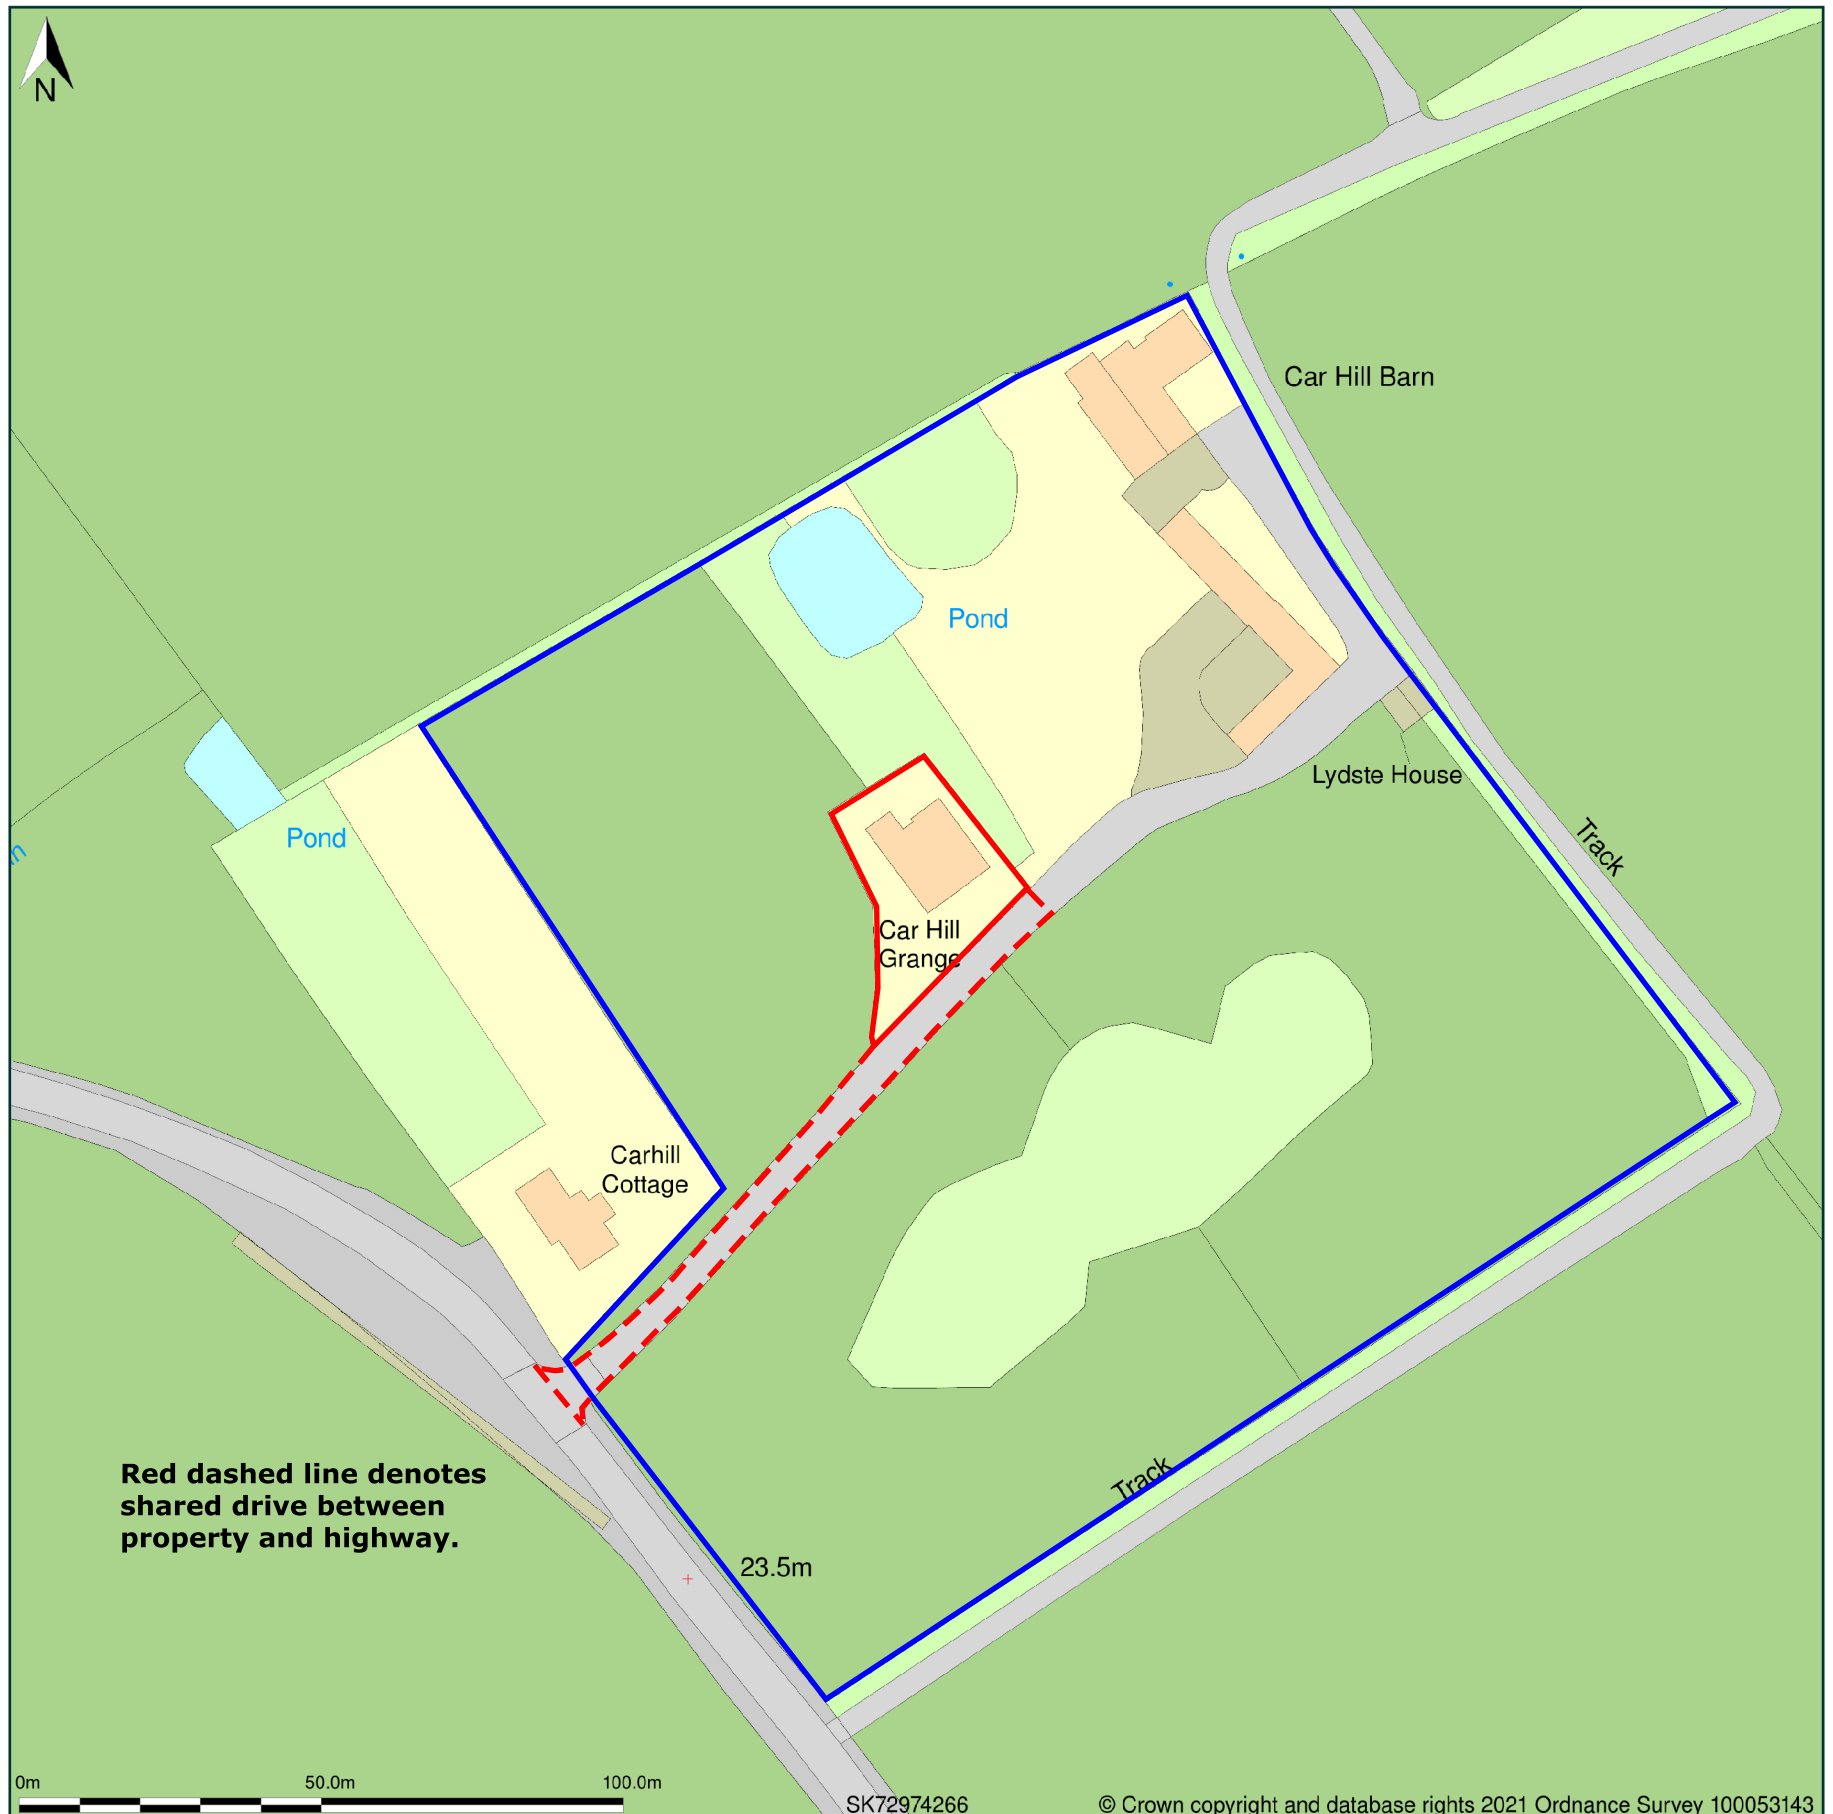 N
Car Hill Barn
Pond
Lydste House
Track
Pond
Car Hill
Grange
Carhill
Cottage
Red dashed line denotes
shared drive between
property and highway.
Track
23.5m
0m 50.0m 100.0m
SK72974266
© Crown copyright and database rights 2021 Ordnance Survey 100053143